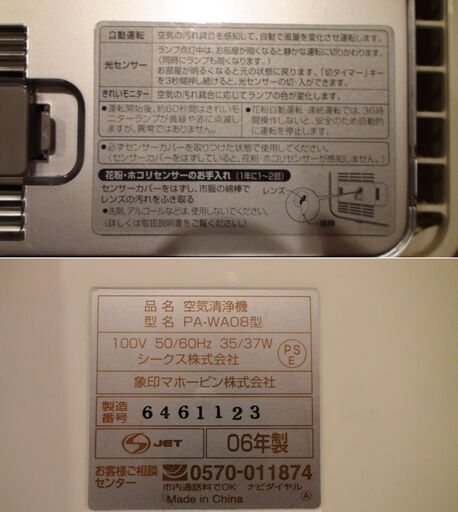 自動運転 空気の汚れ具合を感知して、自動で風量を変化させ運転します。
光センサー ランプ点灯中は、お部屋が暗くなると静かな運転に切りかわります。
(同時にランプも暗くなります)
お部屋が明るくなると元の状態に戻ります。「切タイマー」キー
を3秒間押し続けると、光センサーの切・入ができます。
きれいモニター 空気の汚れ具合に応じてランプの色が変化します。
●運転開始後、約60秒間はきれいモ
ニターランプが黄緑や赤に点滅し
ますが、異常ではありません。
●花粉自動運転・連続運転では、36時
間操作しないと、安全のため自動的
に運転を停止します。
●必ずセンサーカバーを取りつけた状態で使用してください。
(センサーカバーをはずしていると、花粉・ホコリセンサーが感知しません。)
花粉・ホコリセンサーのお手入れ (1年に1~2回)
センサーカバーをはずし、市販の綿棒で
レンズの汚れをふき取る
●洗剤、アルコールなどは、使用しないでください。
(詳しくは取扱説明書をご覧ください。)
レンズ
綿棒
品名 空気清浄機
型名 PA-WA08型
100V 50/60Hz 35/37W
シークス株式会社
PS
E
象印マホービン株式会社
製造
番号 6461123
S JET 06年製
お客様ご相談
センター 0570-011874
市内通話料でOK ナビダイヤル
Made in China Ⓐ